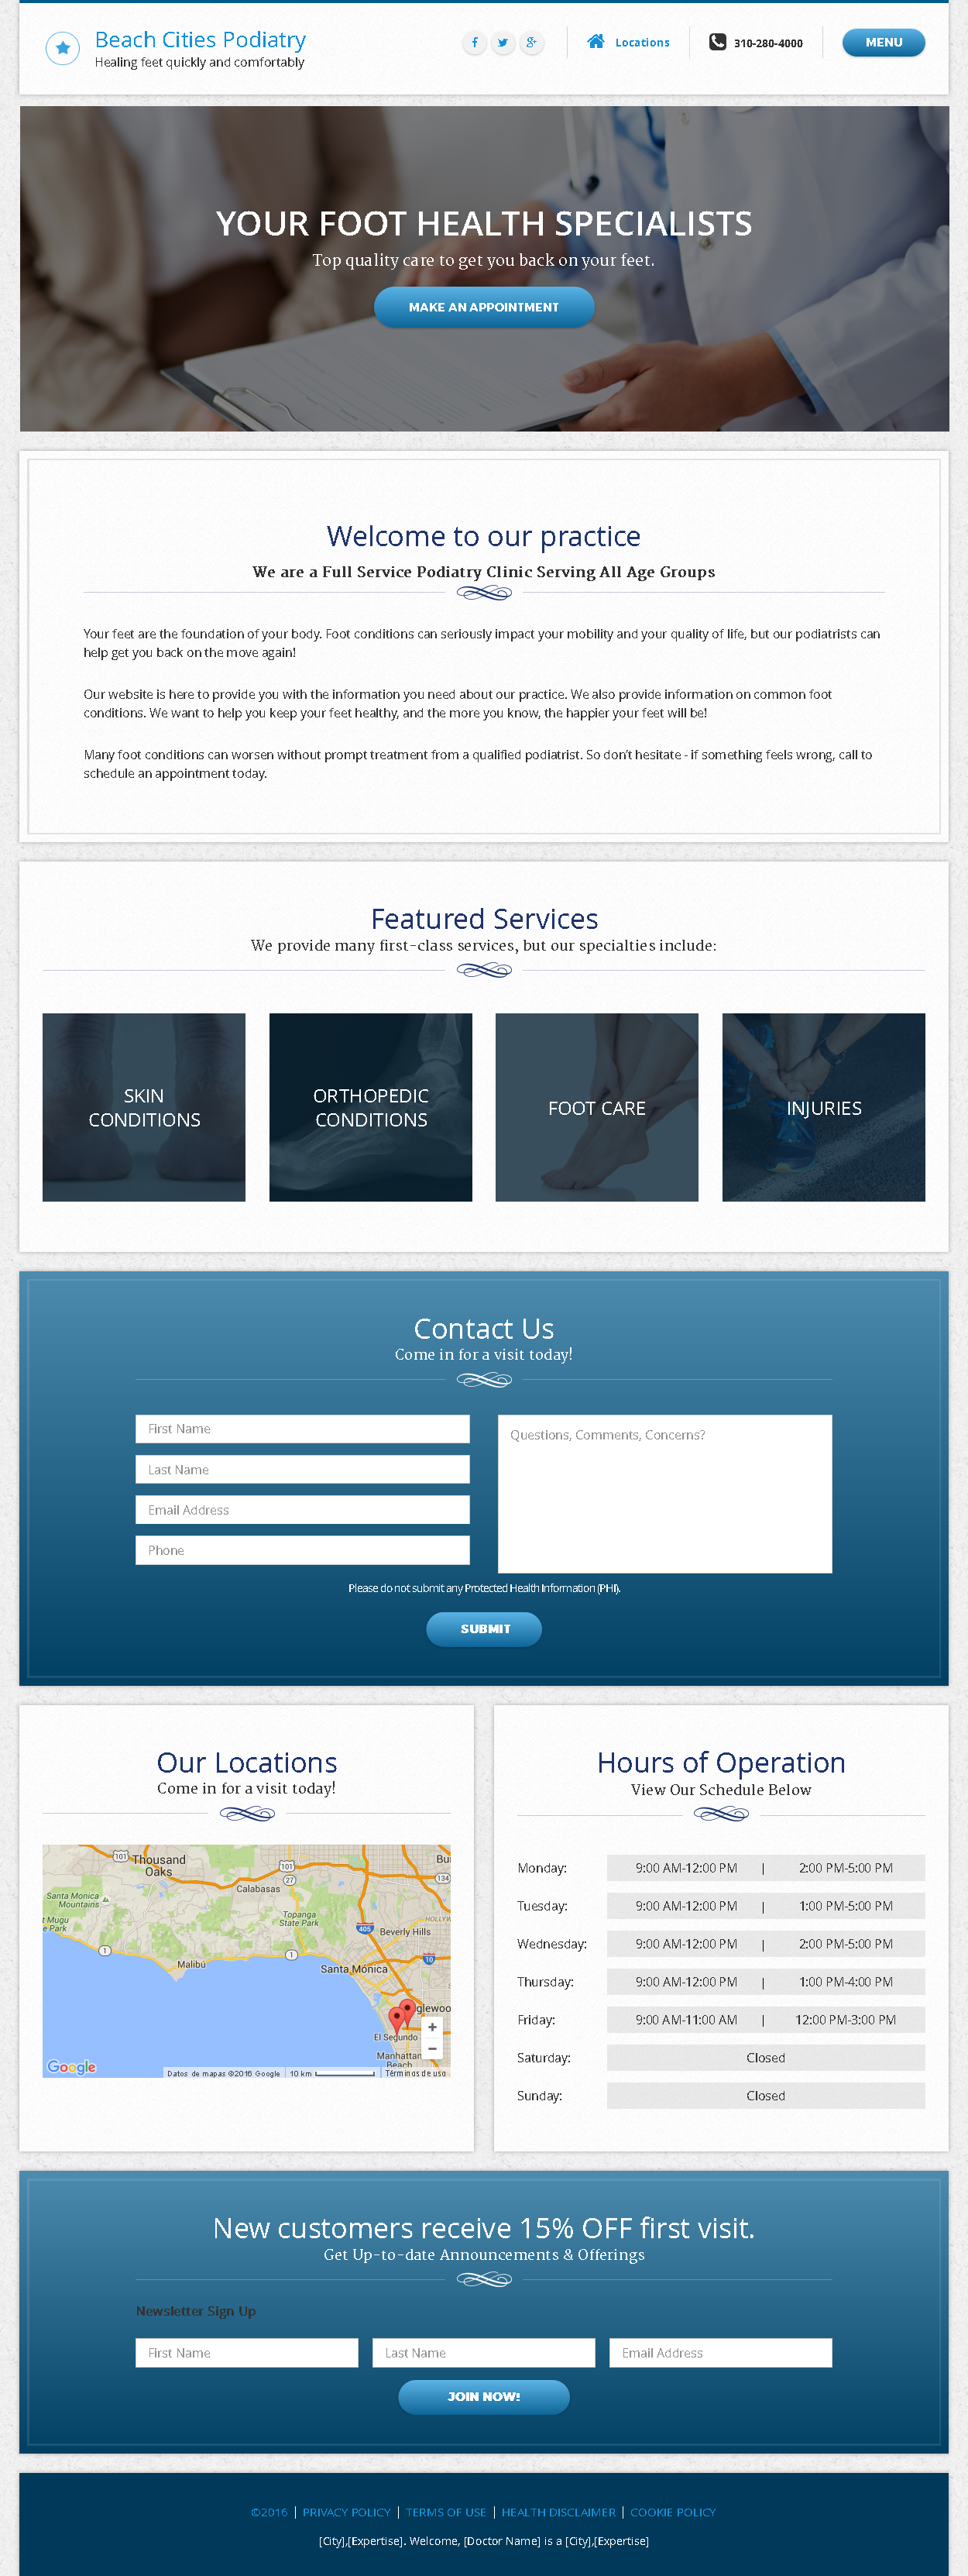 Beach Cities Podiatry
Healing feet quickly and comfortably
Locations
310-280-4000
MENU
YOUR FOOT HEALTH SPECIALISTS
Top quality care to get you back on your feet.
MAKE AN APPOINTMENT
Welcome to our practice
We are a Full Service Podiatry Clinic Serving All Age Groups
Your feet are the foundation of your body. Foot conditions can seriously impact your mobility and your quality of life, but our podiatrists can
help get you back on the move again!
Our website is here to provide you with the information you need about our practice. We also provide information on common foot
conditions. We want to help you keep your feet healthy, and the more you know, the happier your feet will be!
Many foot conditions can worsen without prompt treatment from a qualified podiatrist. So don't hesitate - if something feels wrong, call to
schedule an appointment today.
Featured Services
We provide many first-class services, but our specialties include:
SKIN
CONDITIONS
ORTHOPEDIC
CONDITIONS
FOOT CARE
INJURIES
Contact Us
Come in for a visit today!
First Name
Last Name
Email Address
Phone
Questions, Comments, Concerns?
Please do not submit any Protected Health Information (PHI).
SUBMIT
Our Locations
Come in for a visit today!
101
Thousand
Oaks
101
27
Bu
134
Calabasas
Santa Monica
Mountains
Topanga
State Park
t Mugu
e Park
HOLLYW
405
Beverly Hills
1
1
10
Malibú
Santa Mónica
glewoo
El Segundo
Manhattan
Beach
+
−
Google
Datos de mapas ©2016 Google
10 km
Términos de uso
Hours of Operation
View Our Schedule Below
Monday: 9:00 AM-12:00 PM | 2:00 PM-5:00 PM
Tuesday: 9:00 AM-12:00 PM | 1:00 PM-5:00 PM
Wednesday: 9:00 AM-12:00 PM | 2:00 PM-5:00 PM
Thursday: 9:00 AM-12:00 PM | 1:00 PM-4:00 PM
Friday: 9:00 AM-11:00 AM | 12:00 PM-3:00 PM
Saturday: Closed
Sunday: Closed
New customers receive 15% OFF first visit.
Get Up-to-date Announcements & Offerings
Newsletter Sign Up
First Name
Last Name
Email Address
JOIN NOW!
©2016 | PRIVACY POLICY | TERMS OF USE | HEALTH DISCLAIMER | COOKIE POLICY
[City],[Expertise]. Welcome, [Doctor Name] is a [City],[Expertise]